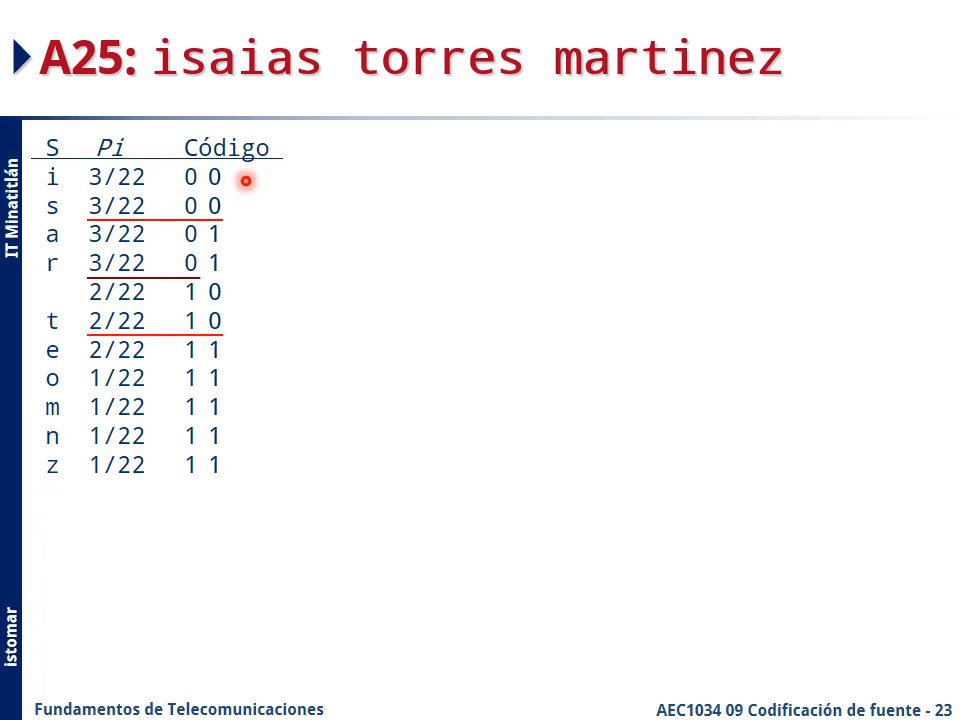 A25: isaias torres martinez
IT Minatitlán
istomar
S Pi Código
i 3/22 0 0
s 3/22 0 0
a 3/22 0 1
r 3/22 0 1
2/22 1 0
t 2/22 1 0
e 2/22 1 1
o 1/22 1 1
m 1/22 1 1
n 1/22 1 1
z 1/22 1 1
Fundamentos de Telecomunicaciones
AEC1034 09 Codificación de fuente - 23